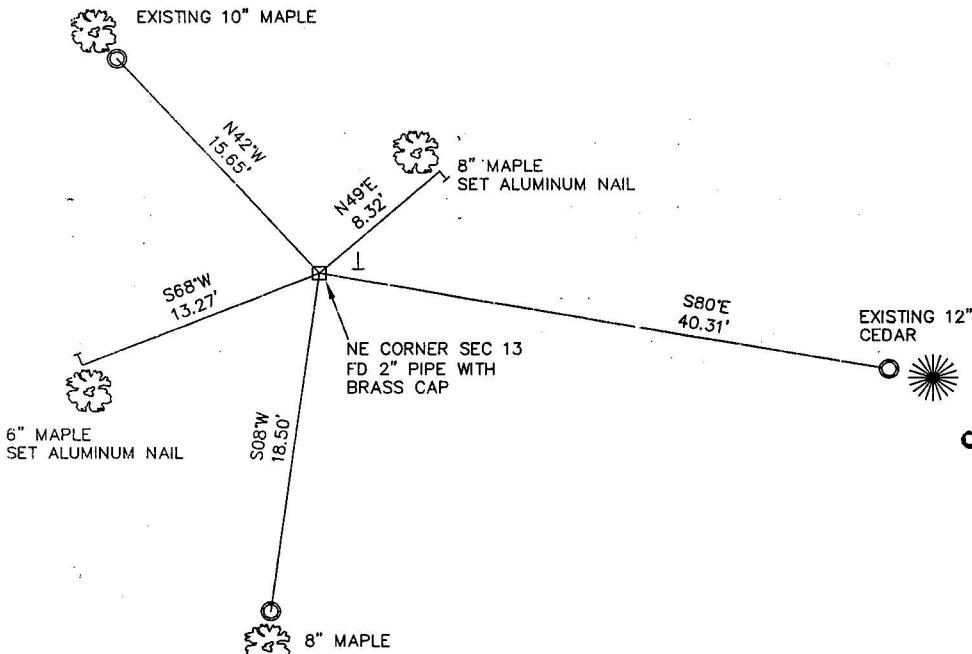 EXISTING 10" MAPLE
N42°W
15.65'
8" MAPLE
SET ALUMINUM NAIL
N49°E
8.32'
S68°W
13.27'
S80°E
40.31'
EXISTING 12"
CEDAR
NE CORNER SEC 13
FD 2" PIPE WITH
BRASS CAP
6" MAPLE
SET ALUMINUM NAIL
S08°W
18.50'
8" MAPLE